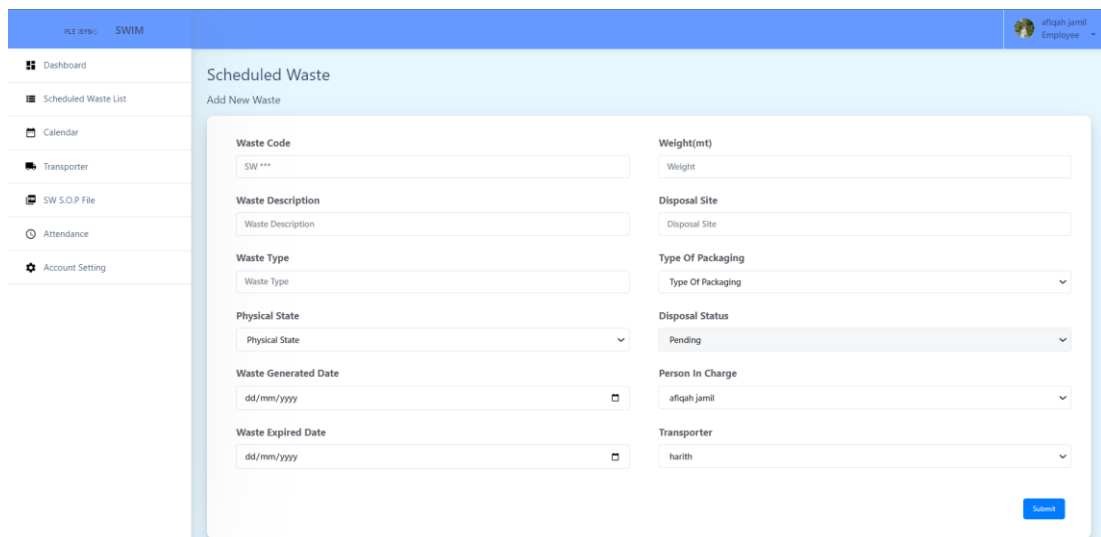 SWIM
afiqah jamil
Employee
Dashboard
Scheduled Waste List
Calendar
Transporter
SW S.O.P File
Attendance
Account Setting
Scheduled Waste
Add New Waste
Waste Code
SW ***
Waste Description
Waste Description
Waste Type
Waste Type
Physical State
Physical State
Waste Generated Date
dd/mm/yyyy
Waste Expired Date
dd/mm/yyyy
Weight(mt)
Weight
Disposal Site
Disposal Site
Type Of Packaging
Type Of Packaging
Disposal Status
Pending
Person In Charge
afiqah jamil
Transporter
harith
Submit